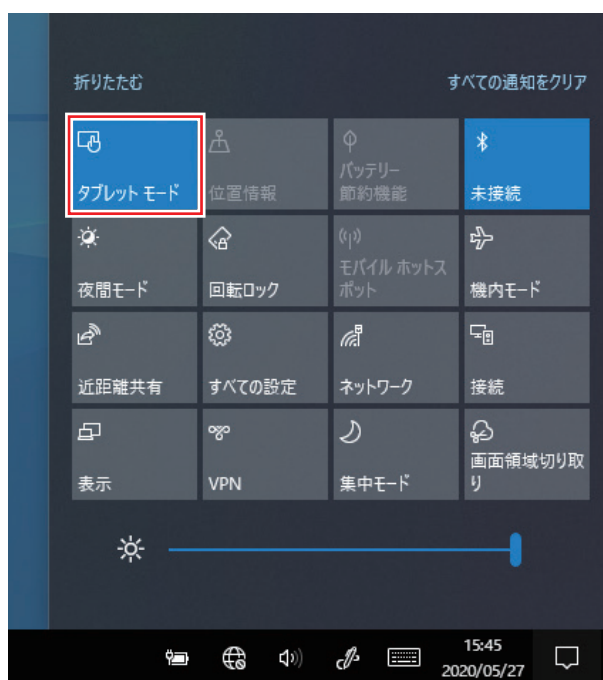 折りたたむ すべての通知をクリア
タブレット モード 位置情報 バッテリー
節約機能 未接続
夜間モード 回転ロック モバイル ホットス
ポット 機内モード
近距離共有 すべての設定 ネットワーク 接続
表示 VPN 集中モード 画面領域切り取
り
15:45
2020/05/27